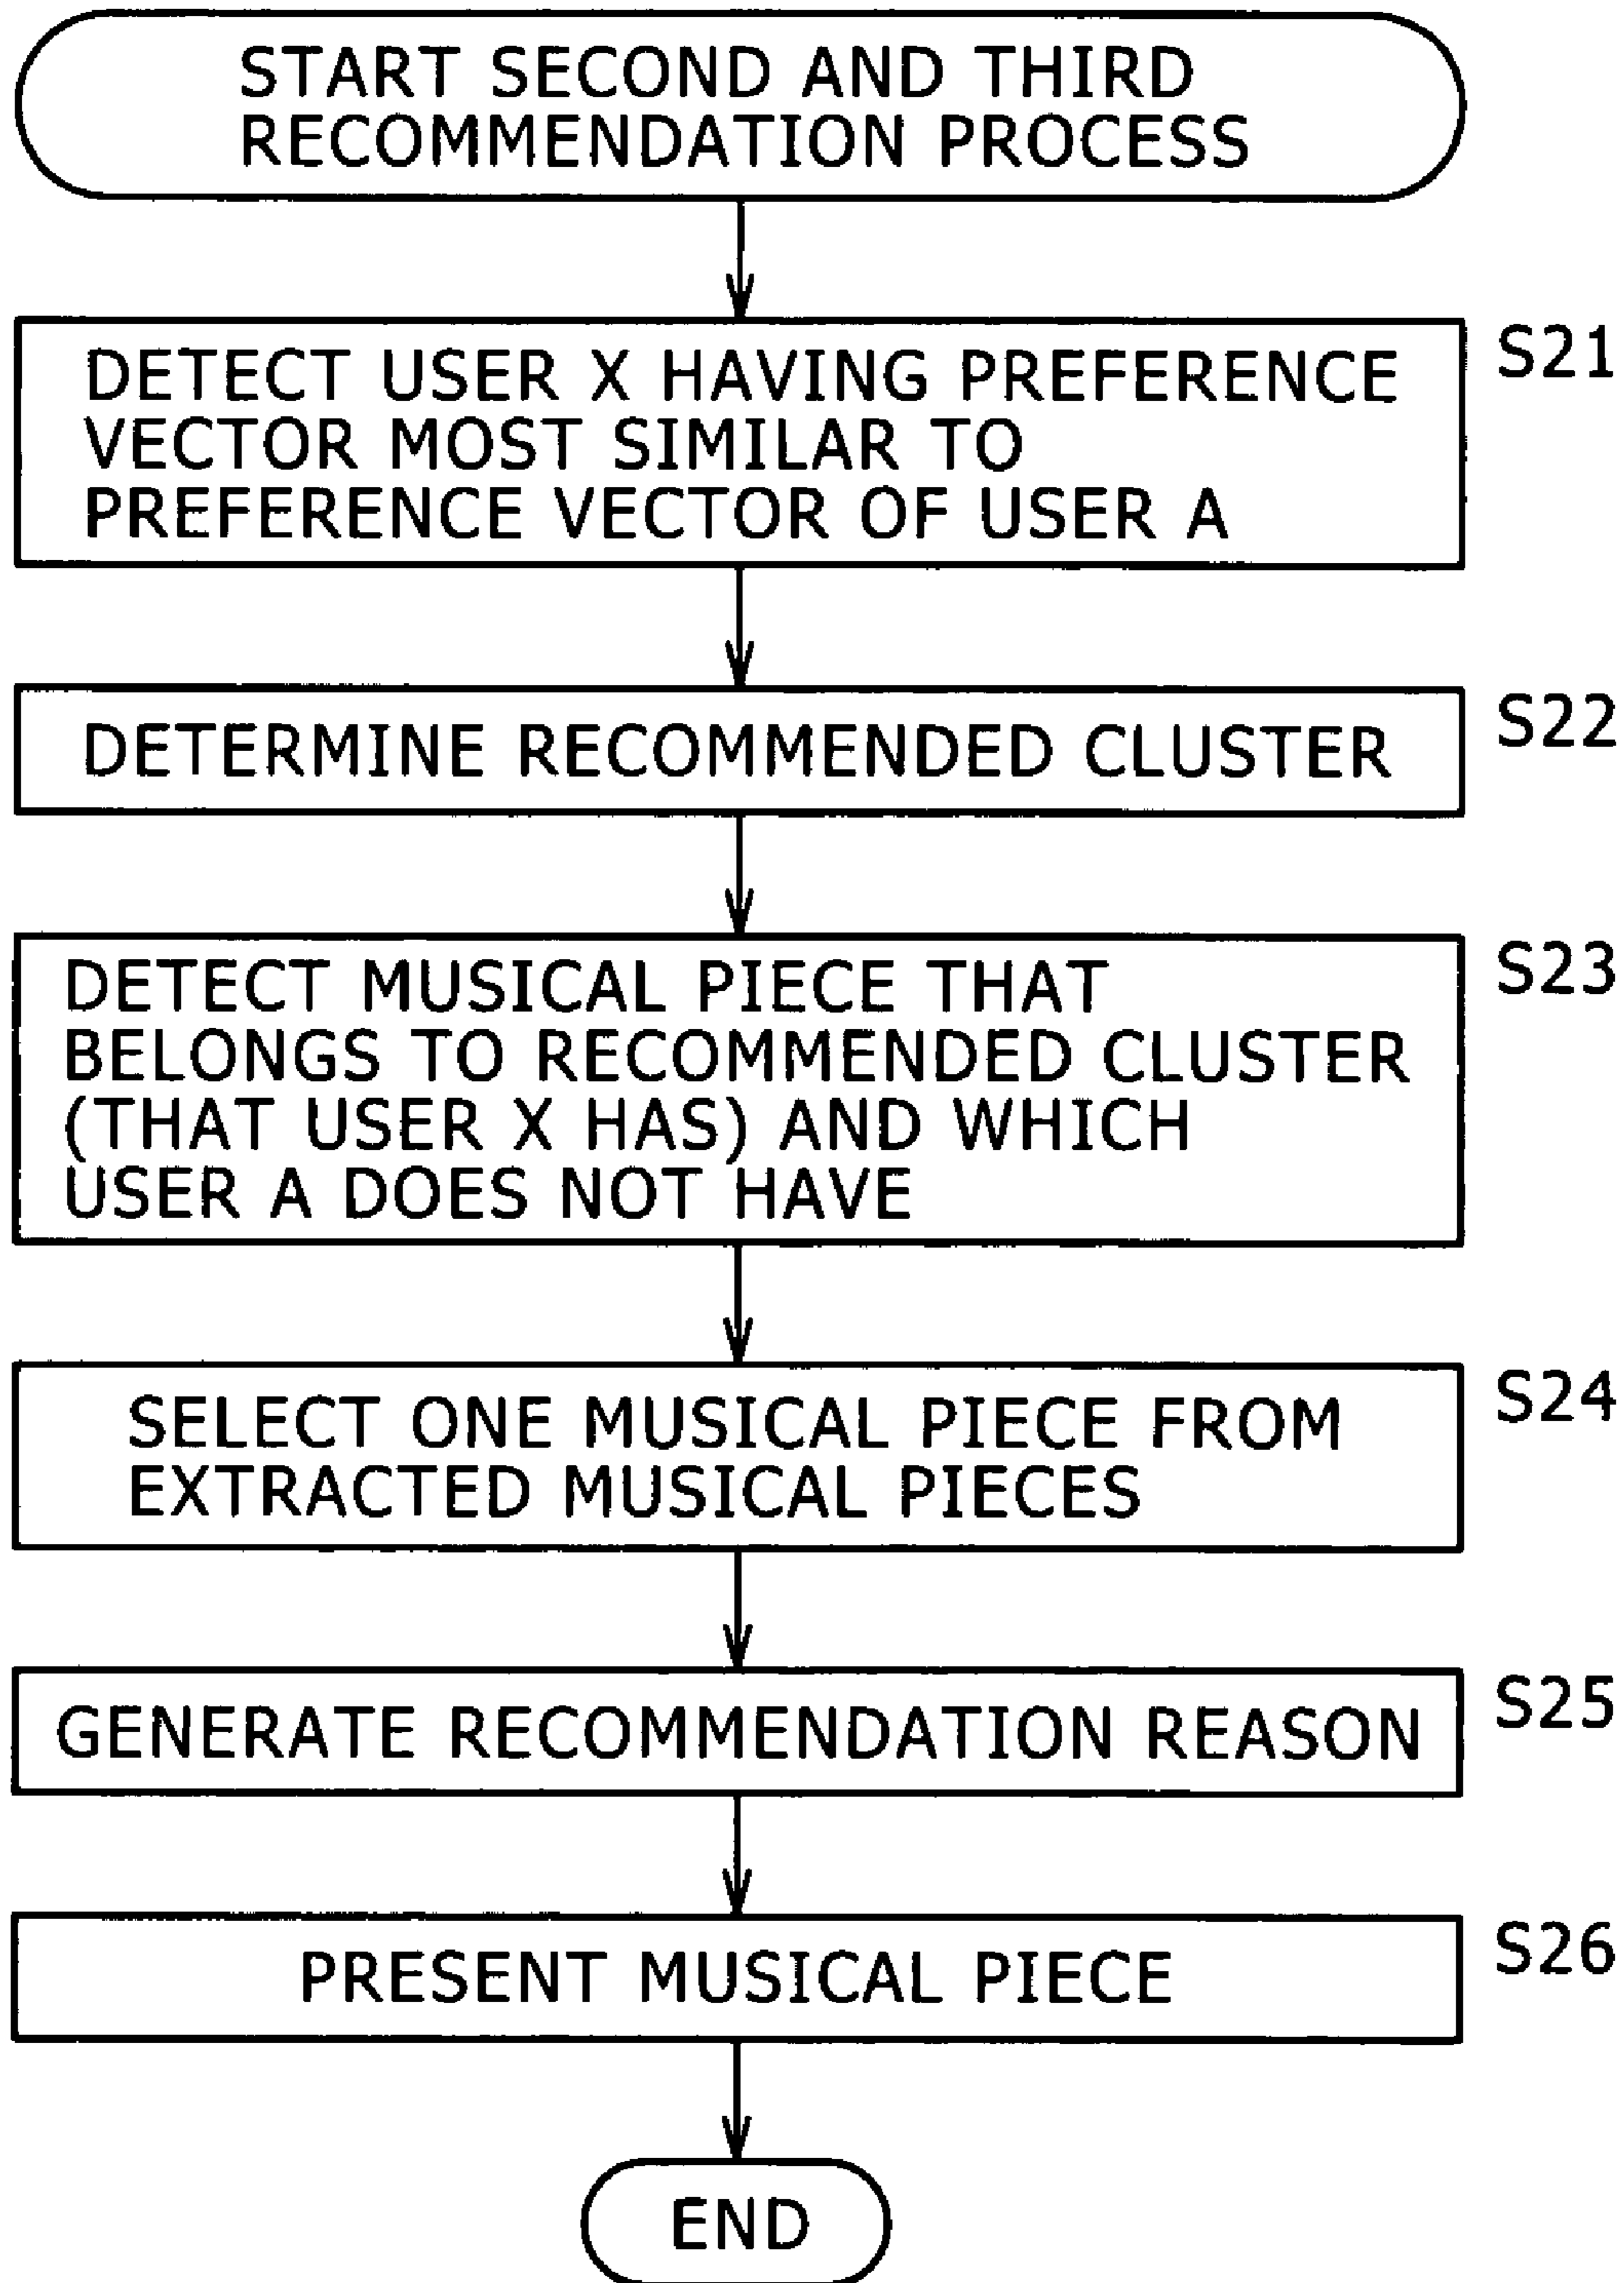 START SECOND AND THIRD
RECOMMENDATION PROCESS
DETECT USER X HAVING PREFERENCE
VECTOR MOST SIMILAR TO
PREFERENCE VECTOR OF USER A
S21
DETERMINE RECOMMENDED CLUSTER
S22
DETECT MUSICAL PIECE THAT
BELONGS TO RECOMMENDED CLUSTER
(THAT USER X HAS) AND WHICH
USER A DOES NOT HAVE
S23
SELECT ONE MUSICAL PIECE FROM
EXTRACTED MUSICAL PIECES
S24
GENERATE RECOMMENDATION REASON
S25
PRESENT MUSICAL PIECE
S26
END